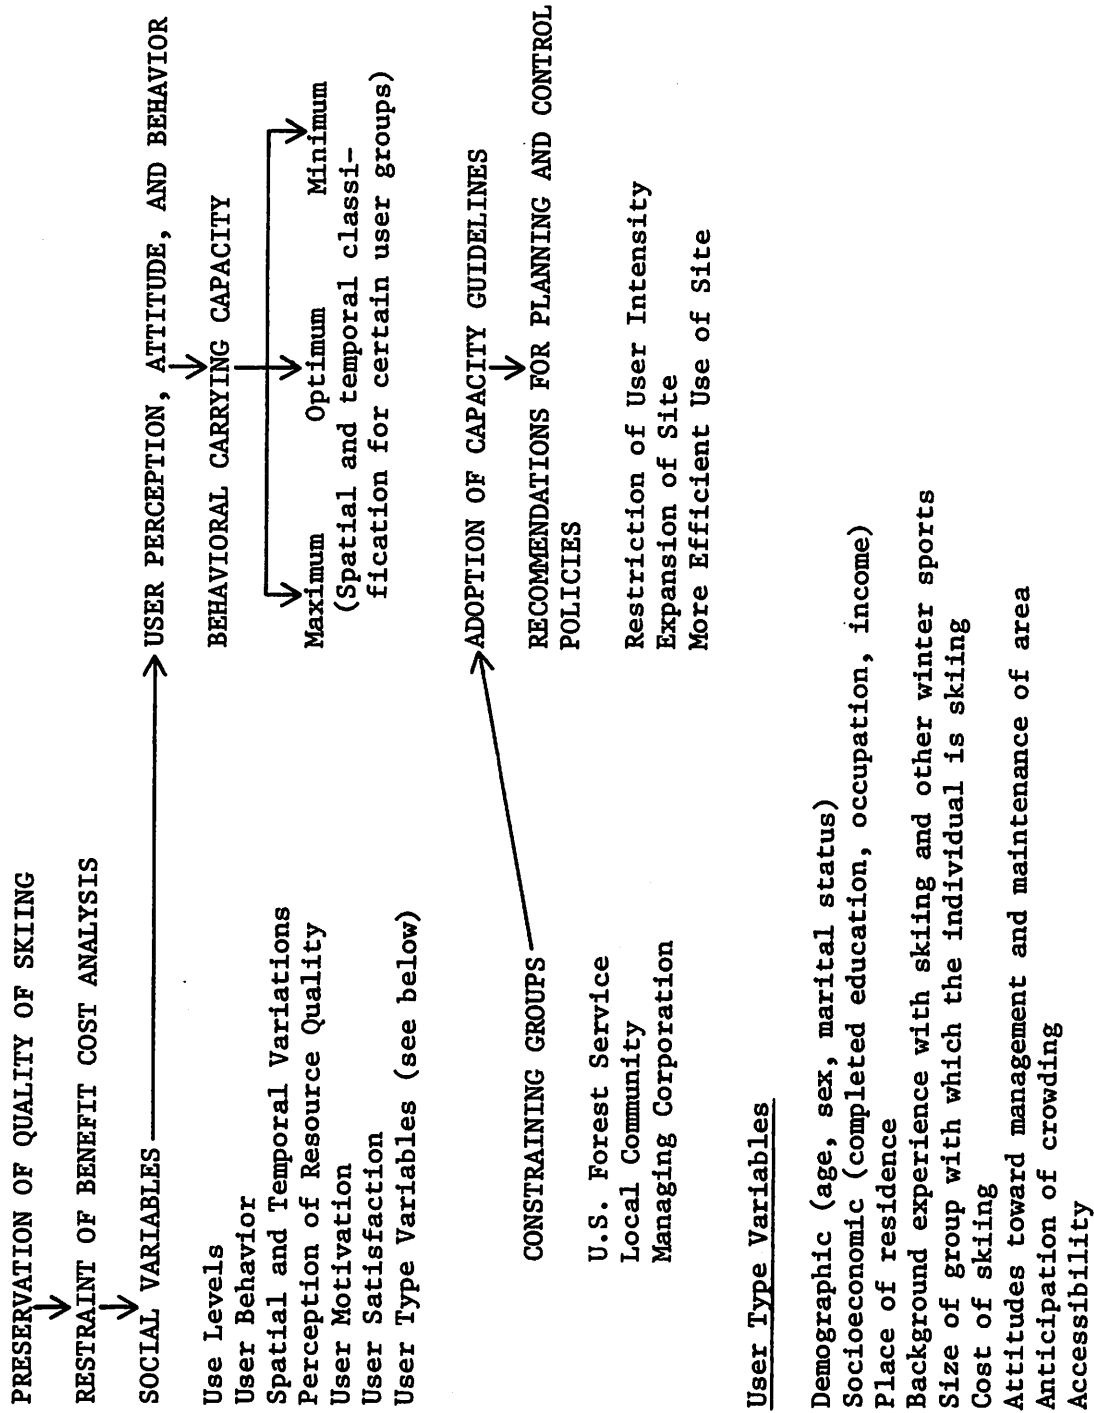 PRESERVATION OF QUALITY OF SKIING
RESTRAINT OF BENEFIT COST ANALYSIS
SOCIAL VARIABLES
Use Levels
User Behavior
Spatial and Temporal Variations
Perception of Resource Quality
User Motivation
User Satisfaction
User Type Variables (see below)
USER PERCEPTION, ATTITUDE, AND BEHAVIOR
BEHAVIORAL CARRYING CAPACITY
Maximum Optimum Minimum
(Spatial and temporal classi-
fication for certain user groups)
CONSTRAINING GROUPS
U.S. Forest Service
Local Community
Managing Corporation
ADOPTION OF CAPACITY GUIDELINES
RECOMMENDATIONS FOR PLANNING AND CONTROL
POLICIES
Restriction of User Intensity
Expansion of Site
More Efficient Use of Site
User Type Variables
Demographic (age, sex, marital status)
Socioeconomic (completed education, occupation, income)
Place of residence
Background experience with skiing and other winter sports
Size of group with which the individual is skiing
Cost of skiing
Attitudes toward management and maintenance of area
Anticipation of crowding
Accessibility